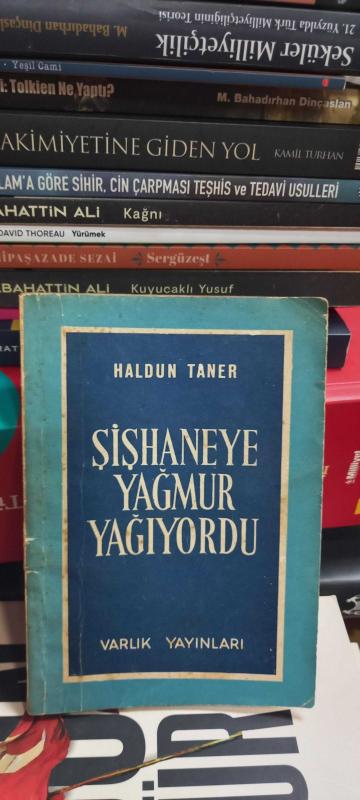 M. Bahadırhan Dinçaslan
21. Yüzyılda Türk Milliyetçiliğinin Teorisi
Seküler Milliyetçilik
Yeşil Cami
i: Tolkien Ne Yaptı?
M. Bahadırhan Dinçaslan
AKİMİYETİNE GİDEN YOL
KAMİL TURHAN
LAM'A GÖRE SİHİR, CİN ÇARPMASI TEŞHİS ve TEDAVİ USULLERİ
AHATTİN ALİ Kağnı
DAVID THOREAU Yürümek
İPAŞAZADE SEZAİ Sergüzeşt
ABAHATTİN ALİ Kuyucaklı Yusuf
HALDUN TANER
ŞİŞHANEYE
YAĞMUR
YAĞIYORDU
VARLIK YAYINLARI
Milliyet